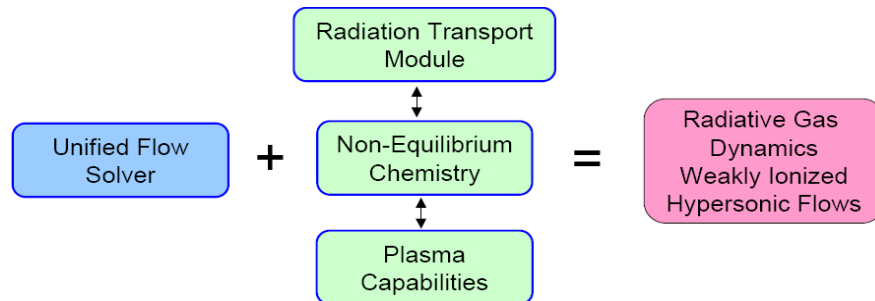 Radiation Transport
Module
Unified Flow
Solver
+
Non-Equilibrium
Chemistry
=
Radiative Gas
Dynamics
Weakly Ionized
Hypersonic Flows
Plasma
Capabilities